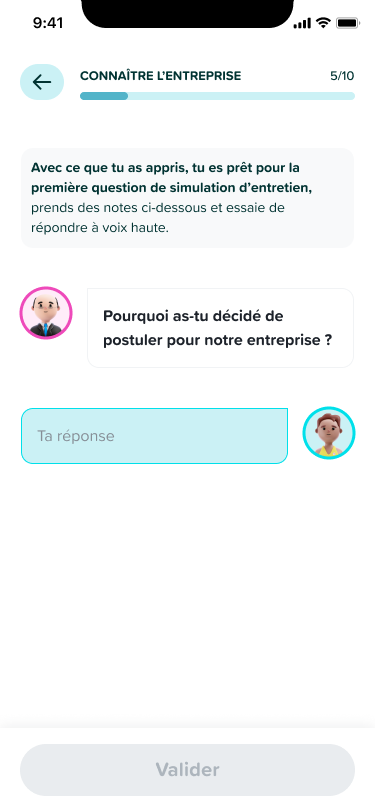 9:41
CONNAÎTRE L’ENTREPRISE
5/10
Avec ce que tu as appris, tu es prêt pour la
première question de simulation d’entretien,
prends des notes ci-dessous et essaie de
répondre à voix haute.
Pourquoi as-tu décidé de
postuler pour notre entreprise ?
Ta réponse
Valider